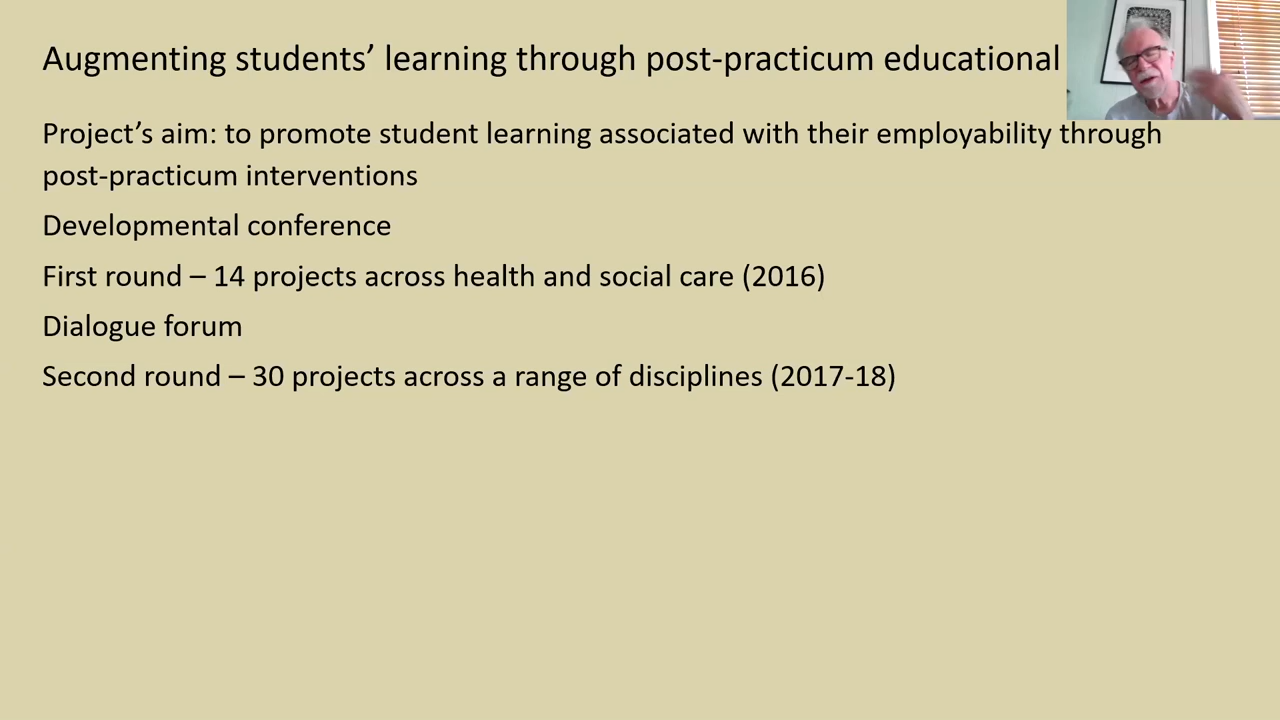 Augmenting students’ learning through post-practicum educational
Project’s aim: to promote student learning associated with their employability through
post-practicum interventions
Developmental conference
First round – 14 projects across health and social care (2016)
Dialogue forum
Second round – 30 projects across a range of disciplines (2017-18)